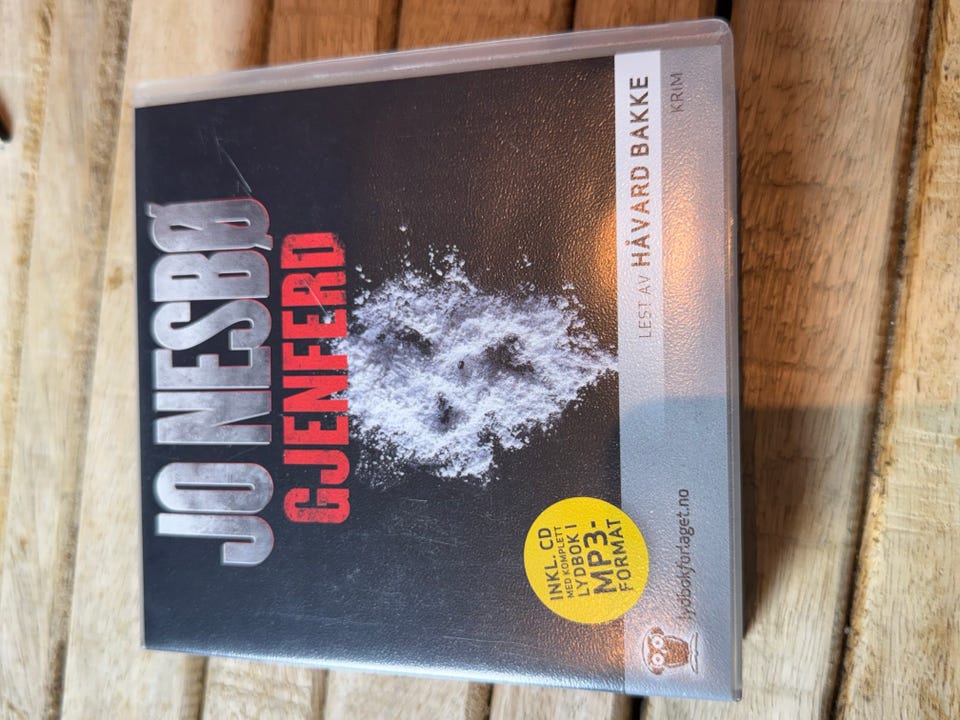 JO NESBØ
GJENFERD
INKL. CD
MED KOMPLETT
LYDBOK I
MP3-
FORMAT
LEST AV HÅVARD BAKKE
KRIM
lydbokforlaget.no